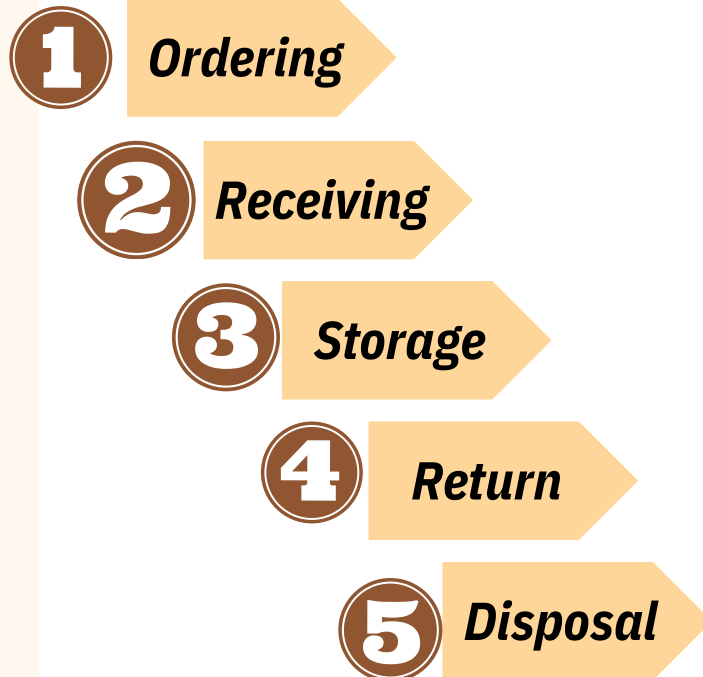 1 Ordering
2 Receiving
3 Storage
4 Return
5 Disposal